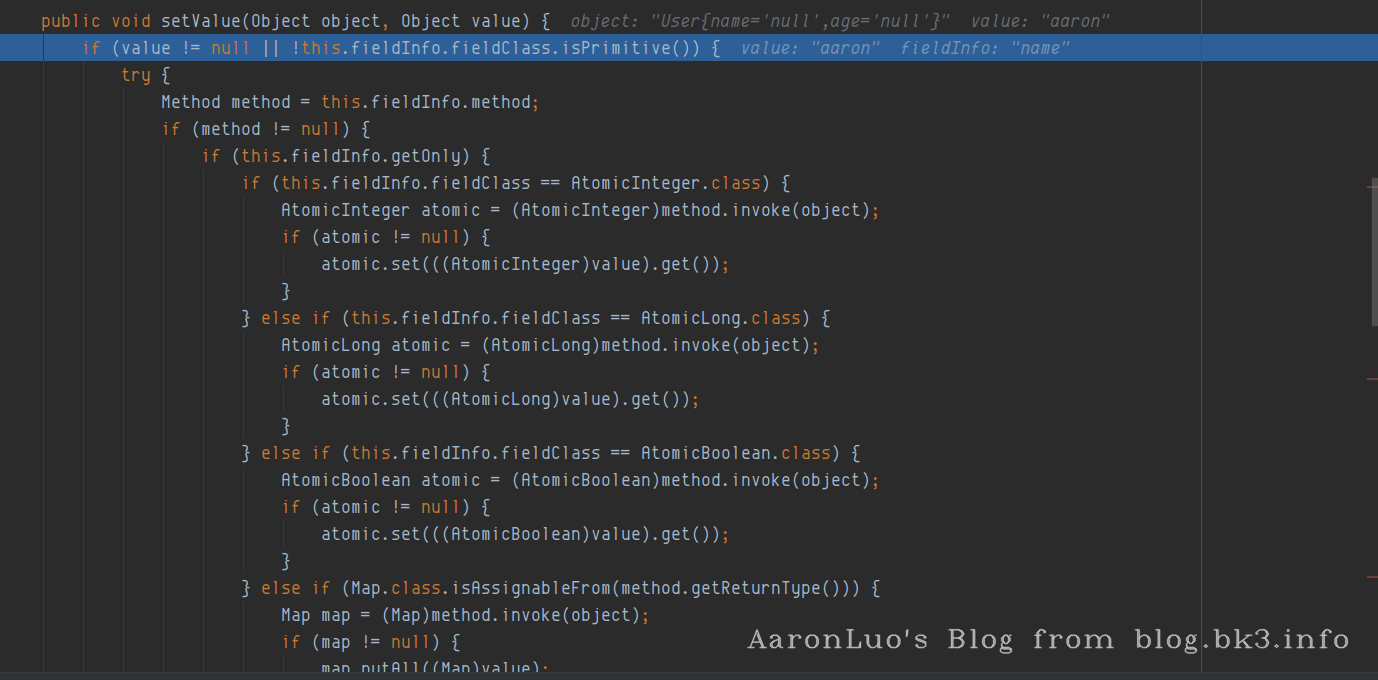 public void setValue(Object object, Object value) {  object: "User{name='null',age='null'}"  value: "aaron"
    if (value != null || !this.fieldInfo.fieldClass.isPrimitive()) {  value: "aaron"  fieldInfo: "name"
        try {
            Method method = this.fieldInfo.method;
            if (method != null) {
                if (this.fieldInfo.getOnly) {
                    if (this.fieldInfo.fieldClass == AtomicInteger.class) {
                        AtomicInteger atomic = (AtomicInteger)method.invoke(object);
                        if (atomic != null) {
                            atomic.set(((AtomicInteger)value).get());
                        }
                    } else if (this.fieldInfo.fieldClass == AtomicLong.class) {
                        AtomicLong atomic = (AtomicLong)method.invoke(object);
                        if (atomic != null) {
                            atomic.set(((AtomicLong)value).get());
                        }
                    } else if (this.fieldInfo.fieldClass == AtomicBoolean.class) {
                        AtomicBoolean atomic = (AtomicBoolean)method.invoke(object);
                        if (atomic != null) {
                            atomic.set(((AtomicBoolean)value).get());
                        }
                    } else if (Map.class.isAssignableFrom(method.getReturnType())) {
                        Map map = (Map)method.invoke(object);
                        if (map != null) {
                            map.putAll((Map)value);
AaronLuo's Blog from blog.bk3.info